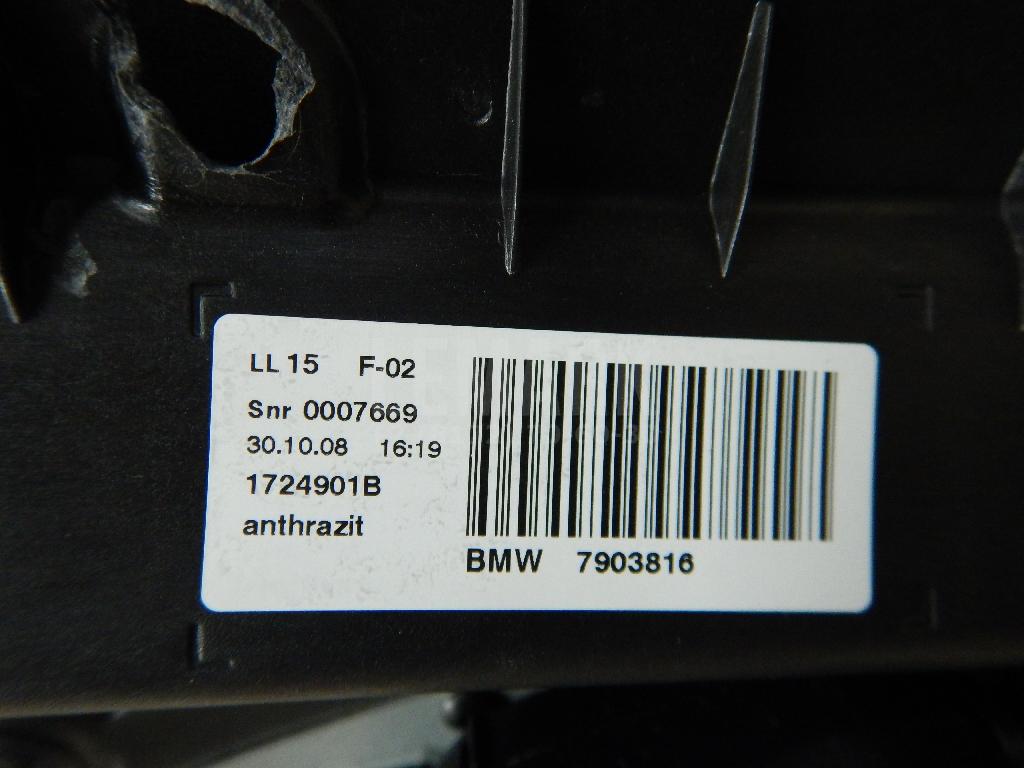 LL 15 F-02
Snr 0007669
30.10.08 16:19
1724901B
anthrazit
BMW 7903816